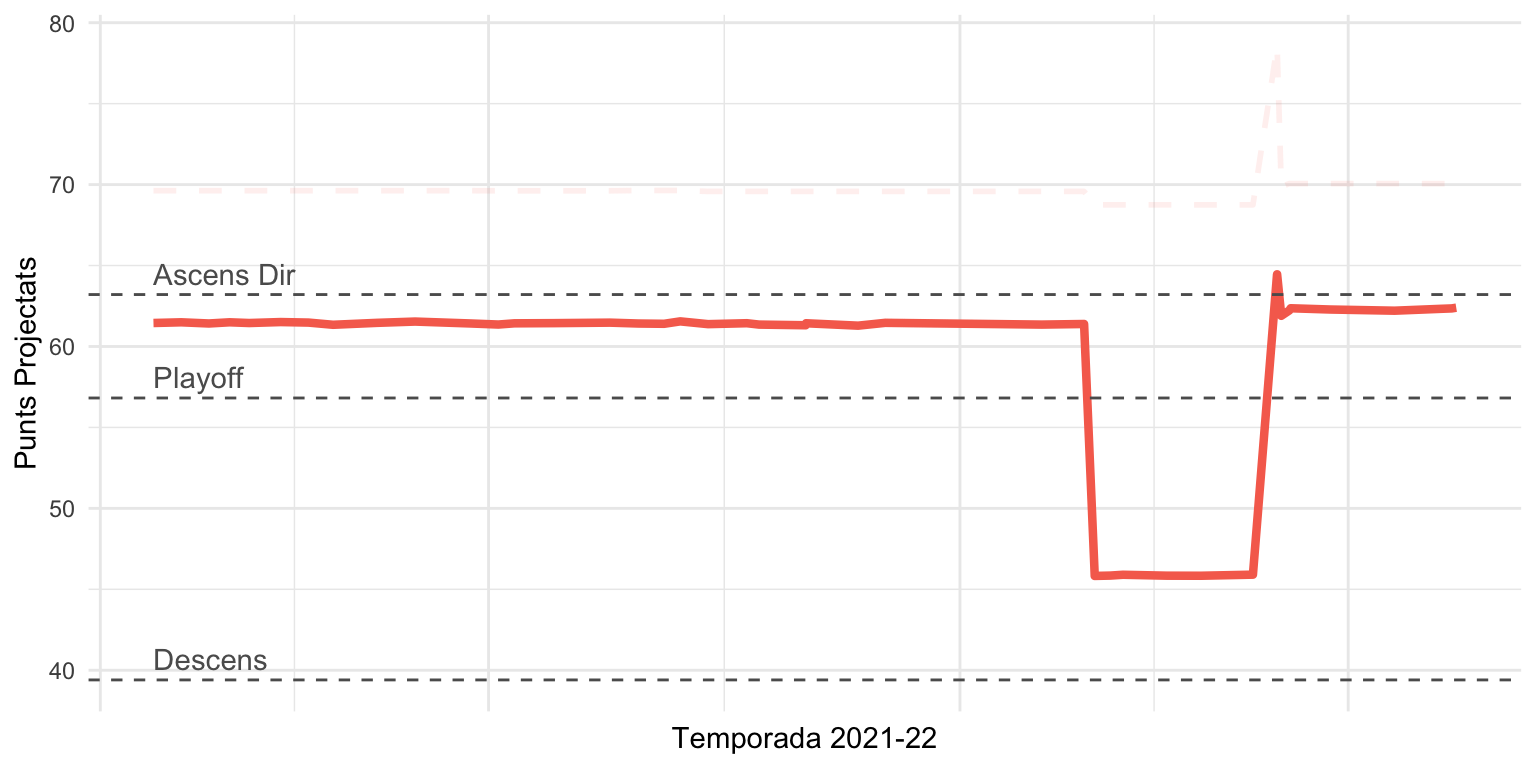 80
70
60
50
40
Punts Projectats
Ascens Dir
Playoff
Descens
Temporada 2021-22